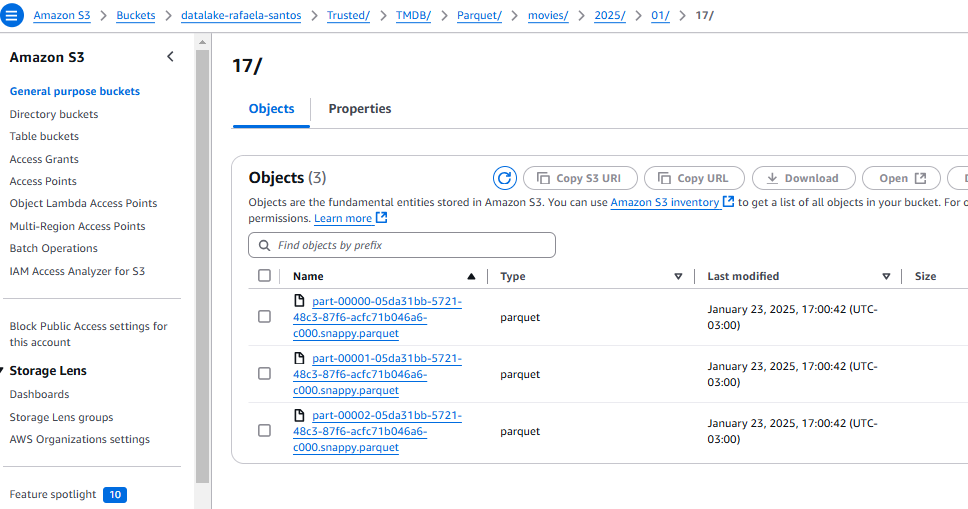 Amazon S3 > Buckets > datalake-rafaela-santos > Trusted/ > TMDB/ > Parquet/ > movies/ > 2025/ > 01/ > 17/
Amazon S3
General purpose buckets
Directory buckets
Table buckets
Access Grants
Access Points
Object Lambda Access Points
Multi-Region Access Points
Batch Operations
IAM Access Analyzer for S3
Block Public Access settings for
this account
Storage Lens
Dashboards
Storage Lens groups
AWS Organizations settings
Feature spotlight 10
17/
Objects Properties
Objects (3) Copy S3 URI Copy URL Download Open
Objects are the fundamental entities stored in Amazon S3. You can use Amazon S3 inventory to get a list of all objects in your bucket. For
permissions. Learn more
Find objects by prefix
Name Type Last modified Size
part-00000-05da31bb-5721-
48c3-87f6-acfc71b046a6-
c000.snappy.parquet
parquet
January 23, 2025, 17:00:42 (UTC-
03:00)
part-00001-05da31bb-5721-
48c3-87f6-acfc71b046a6-
c000.snappy.parquet
parquet
January 23, 2025, 17:00:42 (UTC-
03:00)
part-00002-05da31bb-5721-
48c3-87f6-acfc71b046a6-
c000.snappy.parquet
parquet
January 23, 2025, 17:00:42 (UTC-
03:00)